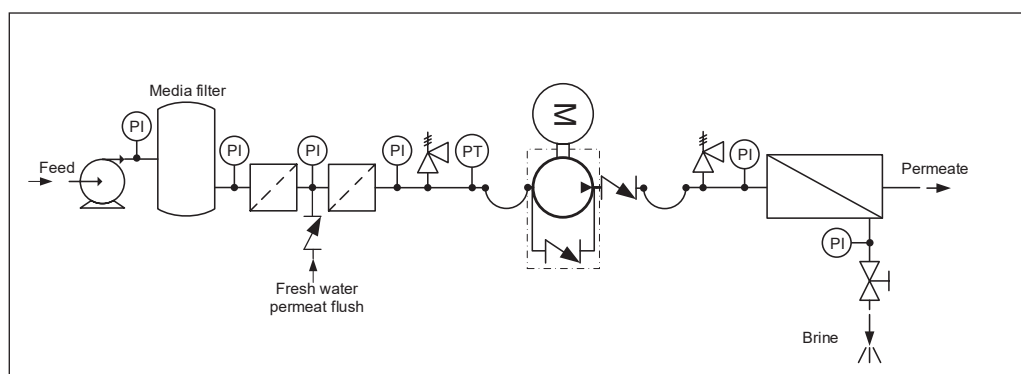 Media filter
PI
Feed
PI
PI
PI
PT
M
PI
Permeate
PI
Fresh water
permeat flush
Brine